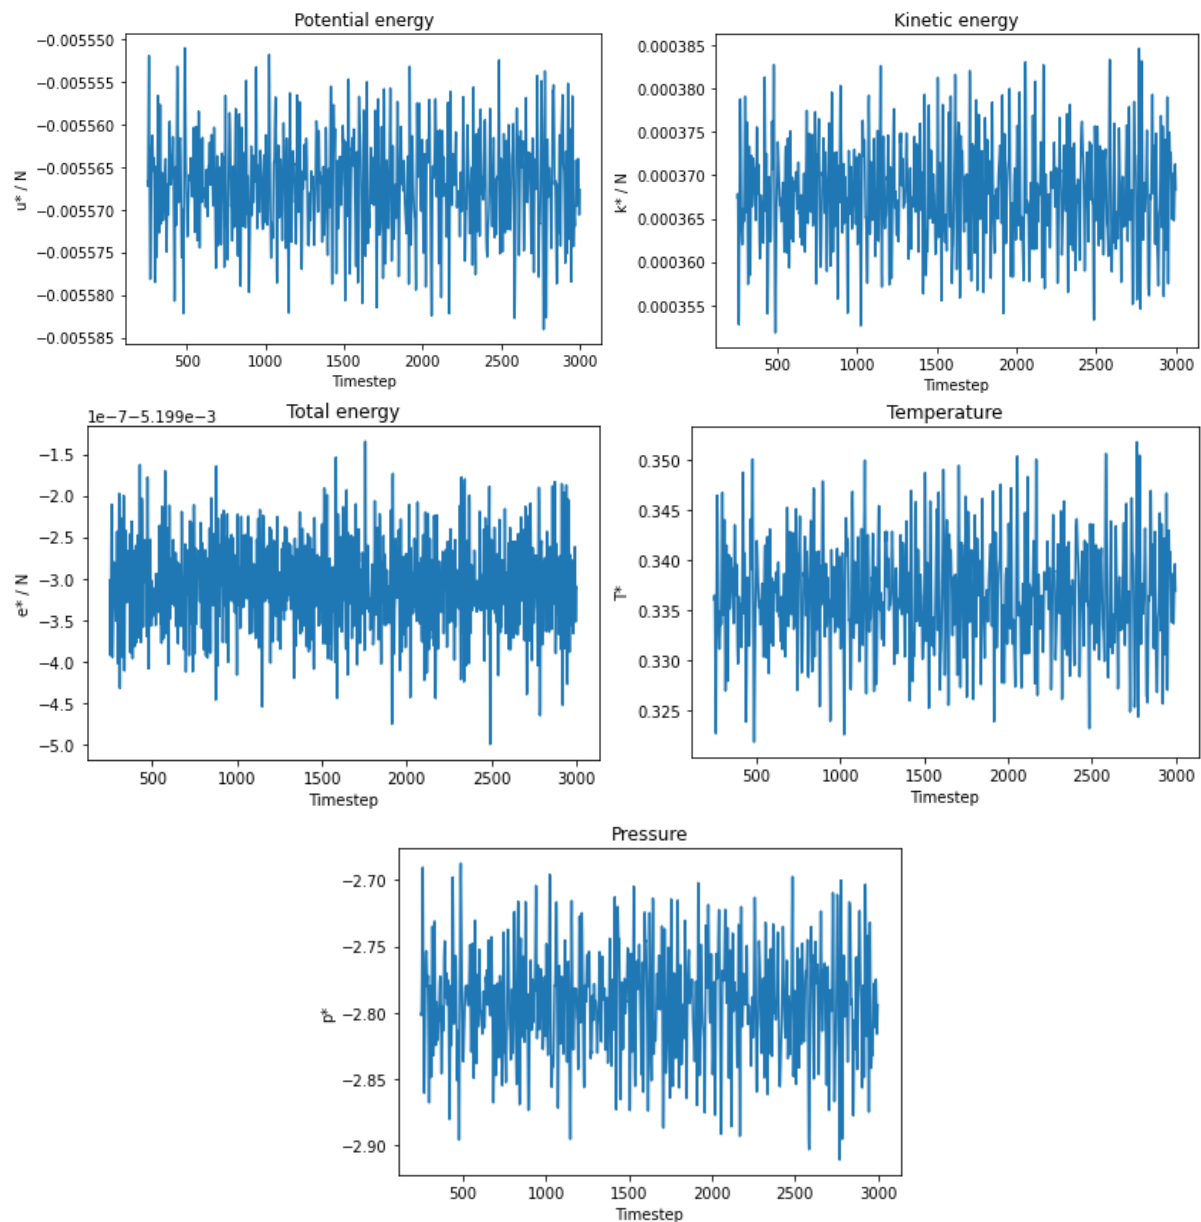 Potential energy
−0.005550
−0.005555
−0.005560
−0.005565
−0.005570
−0.005575
−0.005580
−0.005585
u* / N
500 1000 1500 2000 2500 3000
Timestep
Kinetic energy
0.000385
0.000380
0.000375
0.000370
0.000365
0.000360
0.000355
k* / N
500 1000 1500 2000 2500 3000
Timestep
Total energy
1e−7−5.199e−3
−1.5
−2.0
−2.5
−3.0
−3.5
−4.0
−4.5
−5.0
e* / N
500 1000 1500 2000 2500 3000
Timestep
Temperature
0.350
0.345
0.340
0.335
0.330
0.325
T*
500 1000 1500 2000 2500 3000
Timestep
Pressure
−2.70
−2.75
−2.80
−2.85
−2.90
p*
500 1000 1500 2000 2500 3000
Timestep